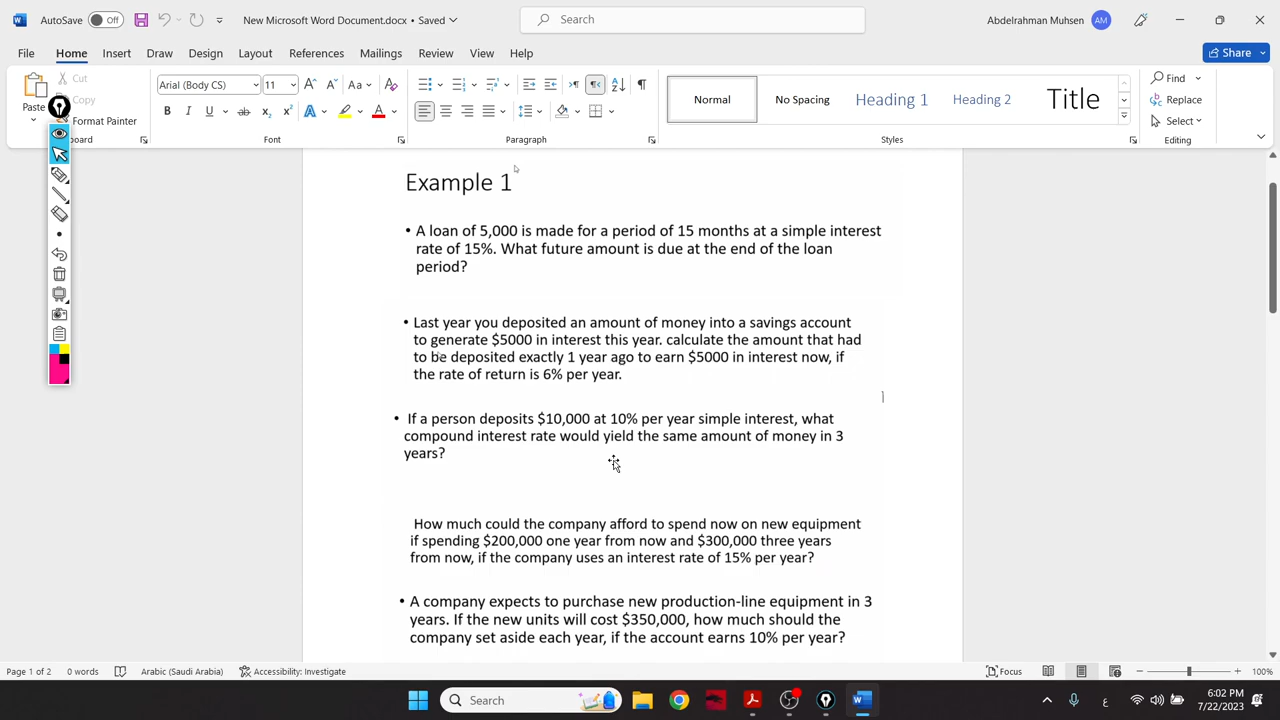 AutoSave Off New Microsoft Word Document.docx • Saved Search Abdelrahman Muhsen AM
File Home Insert Draw Design Layout References Mailings Review View Help Share
Paste Cut Copy Format Painter
Arial (Body CS) 11 Aa
B I U ab x₂ x² A A
Normal No Spacing Heading 1 Heading 2 Title
Find
Replace
Select
board Font Paragraph Styles Editing
Example 1
• A loan of 5,000 is made for a period of 15 months at a simple interest
rate of 15%. What future amount is due at the end of the loan
period?
• Last year you deposited an amount of money into a savings account
to generate $5000 in interest this year. calculate the amount that had
to be deposited exactly 1 year ago to earn $5000 in interest now, if
the rate of return is 6% per year.
• If a person deposits $10,000 at 10% per year simple interest, what
compound interest rate would yield the same amount of money in 3
years?
How much could the company afford to spend now on new equipment
if spending $200,000 one year from now and $300,000 three years
from now, if the company uses an interest rate of 15% per year?
• A company expects to purchase new production-line equipment in 3
years. If the new units will cost $350,000, how much should the
company set aside each year, if the account earns 10% per year?
Page 1 of 2 0 words Arabic (Saudi Arabia) Accessibility: Investigate Focus 100%
Search ع 6:02 PM
7/22/2023